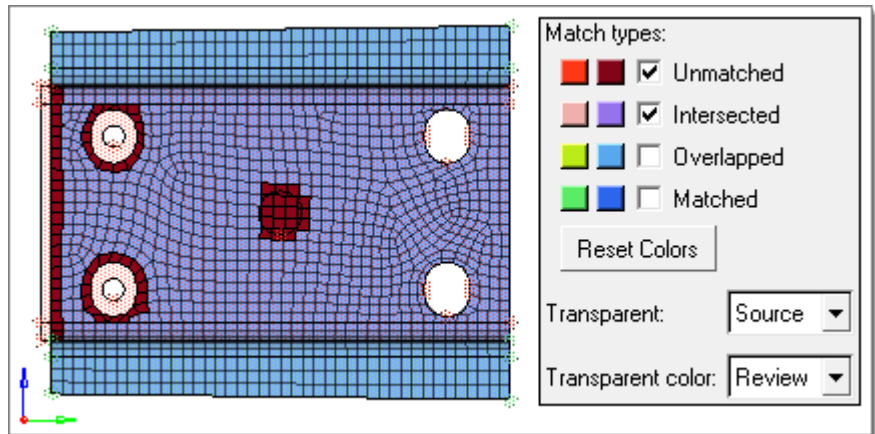 Match types:
Unmatched
Intersected
Overlapped
Matched
Reset Colors
Transparent: Source
Transparent color: Review